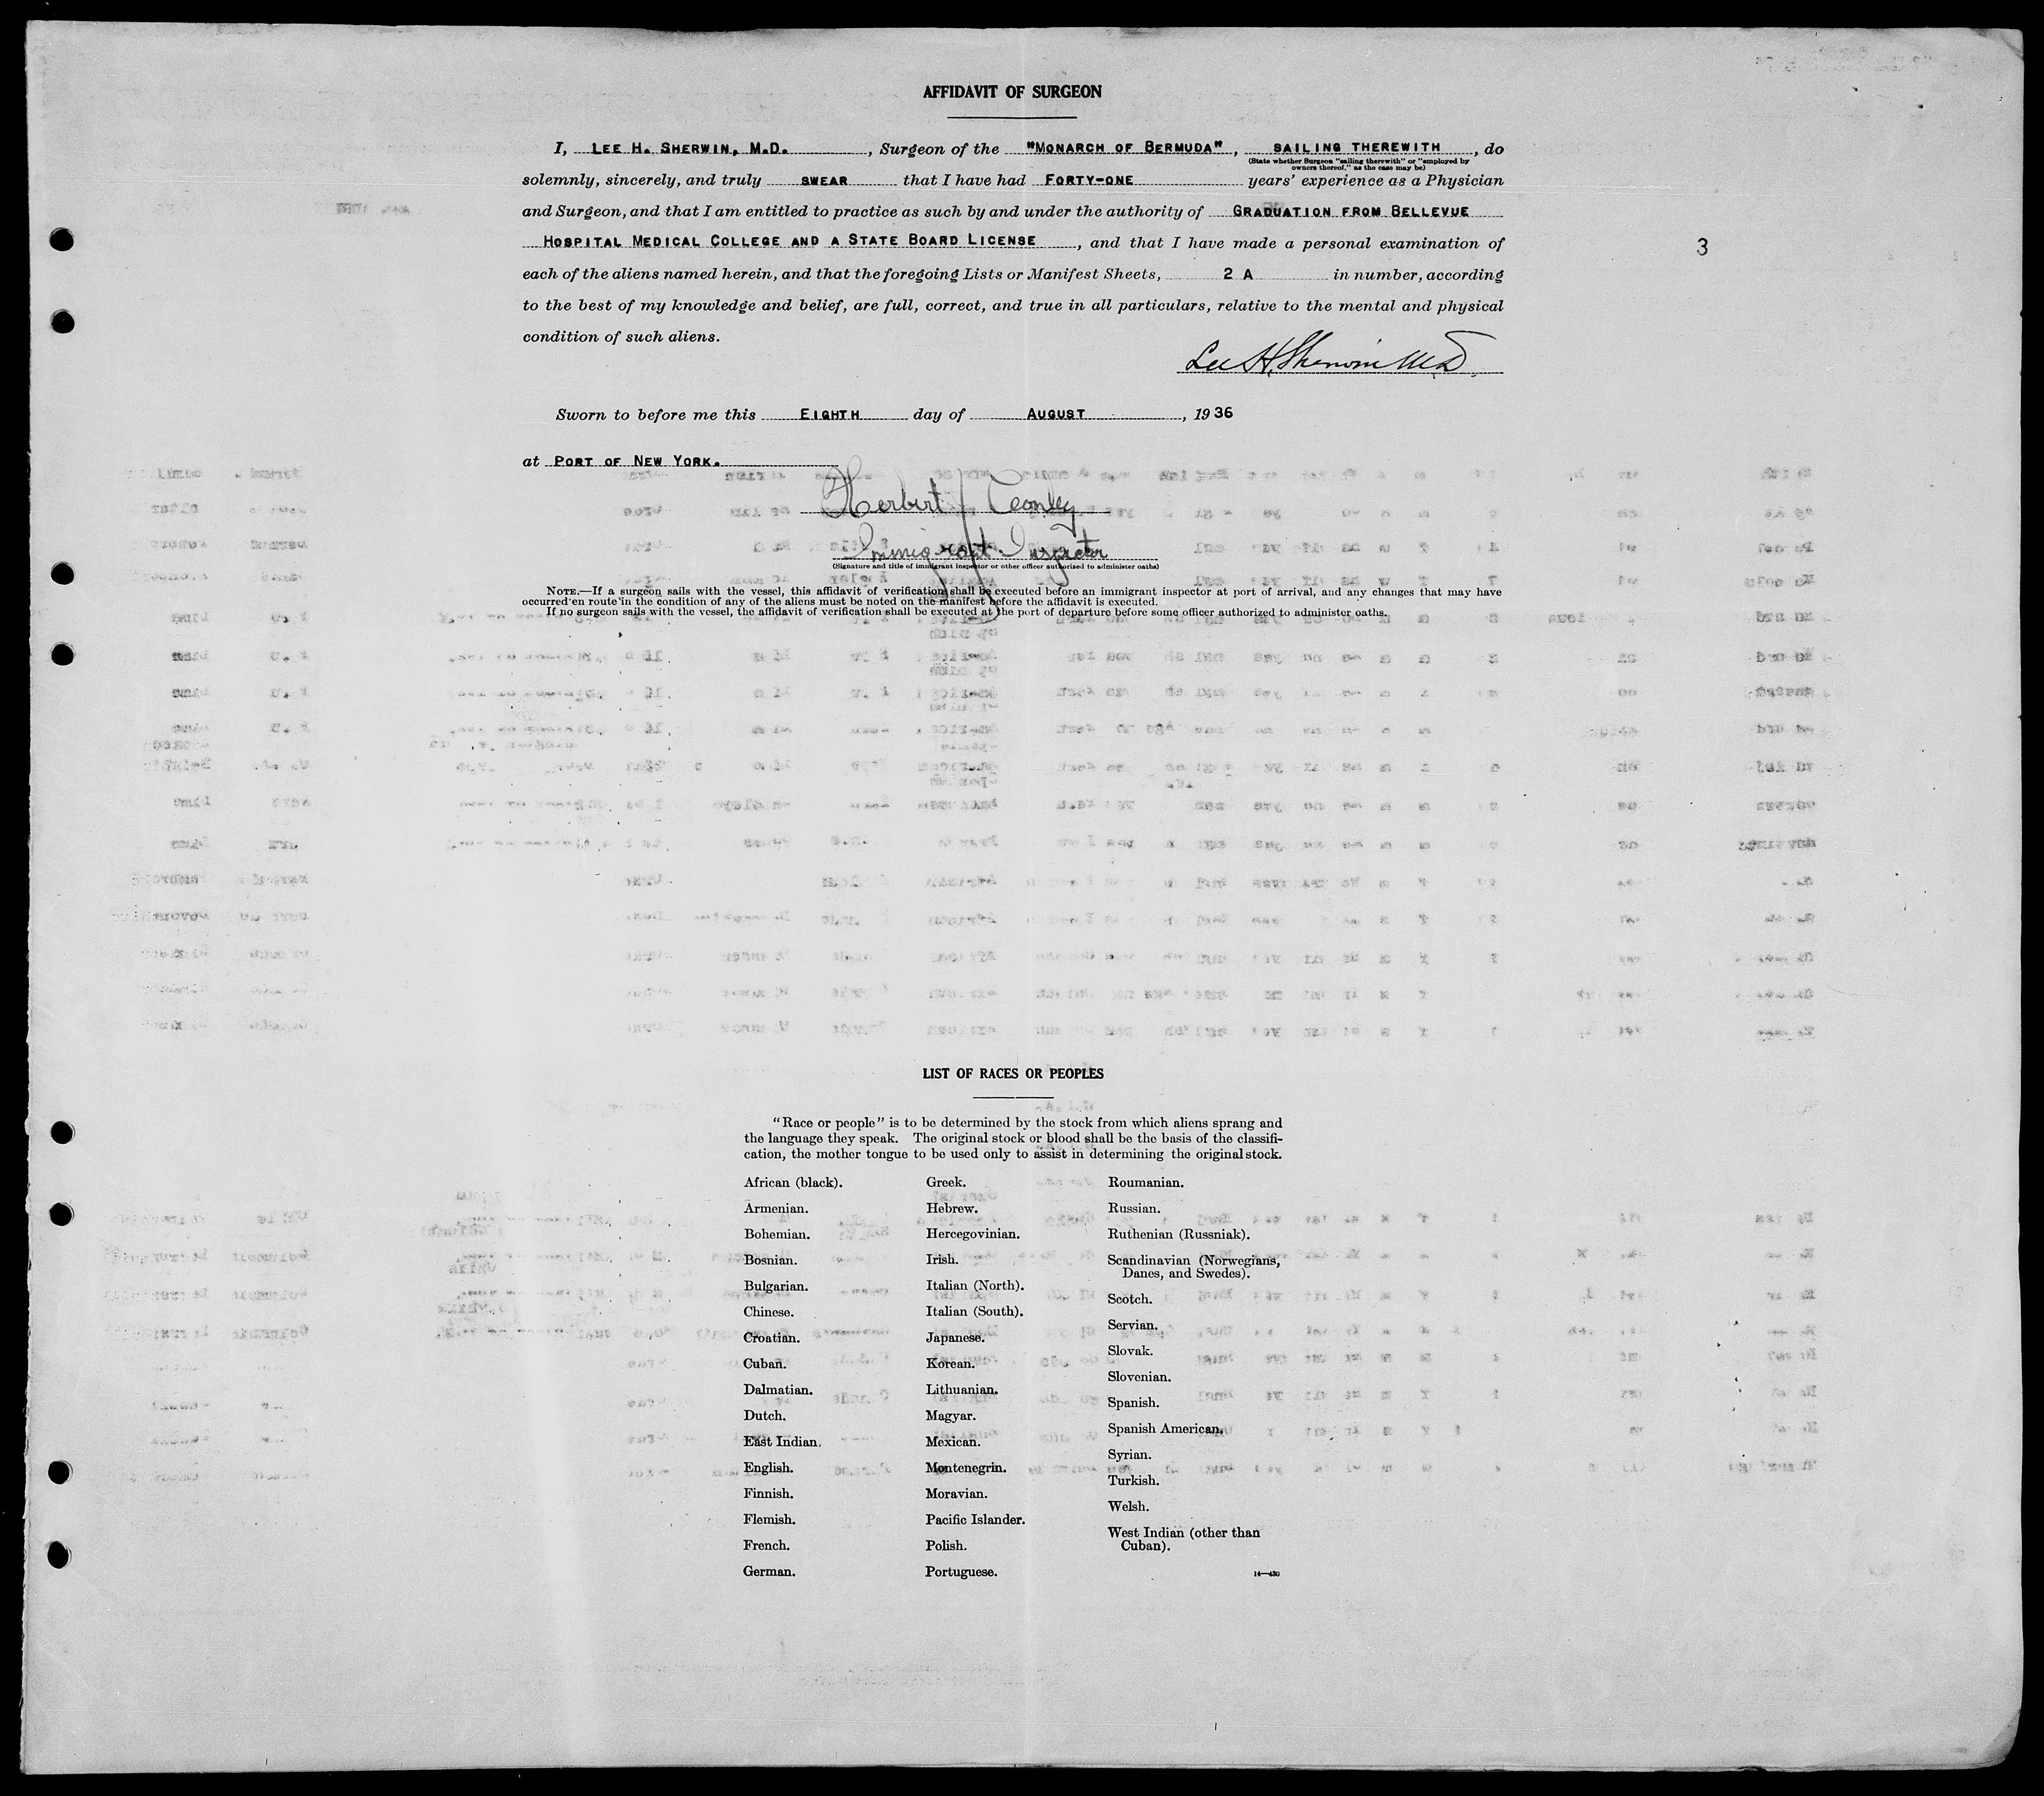 AFFIDAVIT OF SURGEON
I, LEE H. SHERWIN, M.D. , Surgeon of the "MONARCH OF BERMUDA" , SAILING THEREWITH , do
(State whether Surgeon "sailing therewith" or "employed by
owners thereof," as the case may be)
solemnly, sincerely, and truly SWEAR that I have had FORTY-ONE years' experience as a Physician
and Surgeon, and that I am entitled to practice as such by and under the authority of GRADUATION FROM BELLEVUE
HOSPITAL MEDICAL COLLEGE AND A STATE BOARD LICENSE , and that I have made a personal examination of
3
each of the aliens named herein, and that the foregoing Lists or Manifest Sheets, 2 A in number, according
to the best of my knowledge and belief, are full, correct, and true in all particulars, relative to the mental and physical
condition of such aliens.
Lee H. Sherwin M.D.
Sworn to before me this EIGHTH day of AUGUST , 1936
at PORT OF NEW YORK.
Herbert J
Immigrant Inspector
(Signature and title of immigrant inspector or other officer authorized to administer oaths)
NOTE.—If a surgeon sails with the vessel, this affidavit of verification shall be executed before an immigrant inspector at port of arrival, and any changes that may have
occurred en route in the condition of any of the aliens must be noted on the manifest before the affidavit is executed.
If no surgeon sails with the vessel, the affidavit of verification shall be executed at the port of departure before some officer authorized to administer oaths.
LIST OF RACES OR PEOPLES
"Race or people" is to be determined by the stock from which aliens sprang and
the language they speak. The original stock or blood shall be the basis of the classifi-
cation, the mother tongue to be used only to assist in determining the original stock.
African (black).
Armenian.
Bohemian.
Bosnian.
Bulgarian.
Chinese.
Croatian.
Cuban.
Dalmatian.
Dutch.
East Indian.
English.
Finnish.
Flemish.
French.
German.
Greek.
Hebrew.
Hercegovinian.
Irish.
Italian (North).
Italian (South).
Japanese.
Korean.
Lithuanian.
Magyar.
Mexican.
Montenegrin.
Moravian.
Pacific Islander.
Polish.
Portuguese.
Roumanian.
Russian.
Ruthenian (Russniak).
Scandinavian (Norwegians,
Danes, and Swedes).
Scotch.
Servian.
Slovak.
Slovenian.
Spanish.
Spanish American.
Syrian.
Turkish.
Welsh.
West Indian (other than
Cuban).
14—436